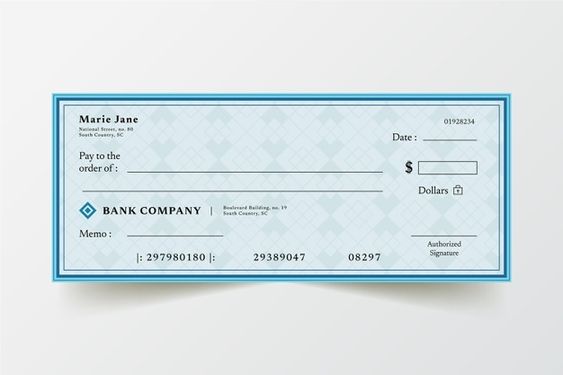 Marie Jane
National Street, no. 80
South Country, SC
01928234
Date :
Pay to the
order of :
$
Dollars
BANK COMPANY |
Boulevard Building, no. 19
South Country, SC
Memo :
Authorized
Signature
|: 297980180 |: 29389047 08297